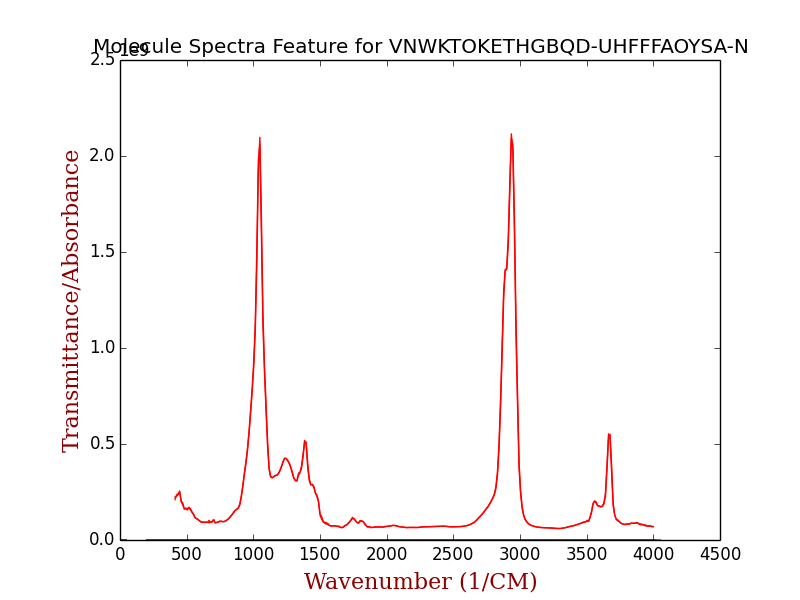 Molecule Spectra Feature for VNWKTOKETHGBQD-UHFFFAOYSA-N
1e9
2.5
2.0
1.5
1.0
0.5
0.0
Transmittance/Absorbance
0 500 1000 1500 2000 2500 3000 3500 4000 4500
Wavenumber (1/CM)